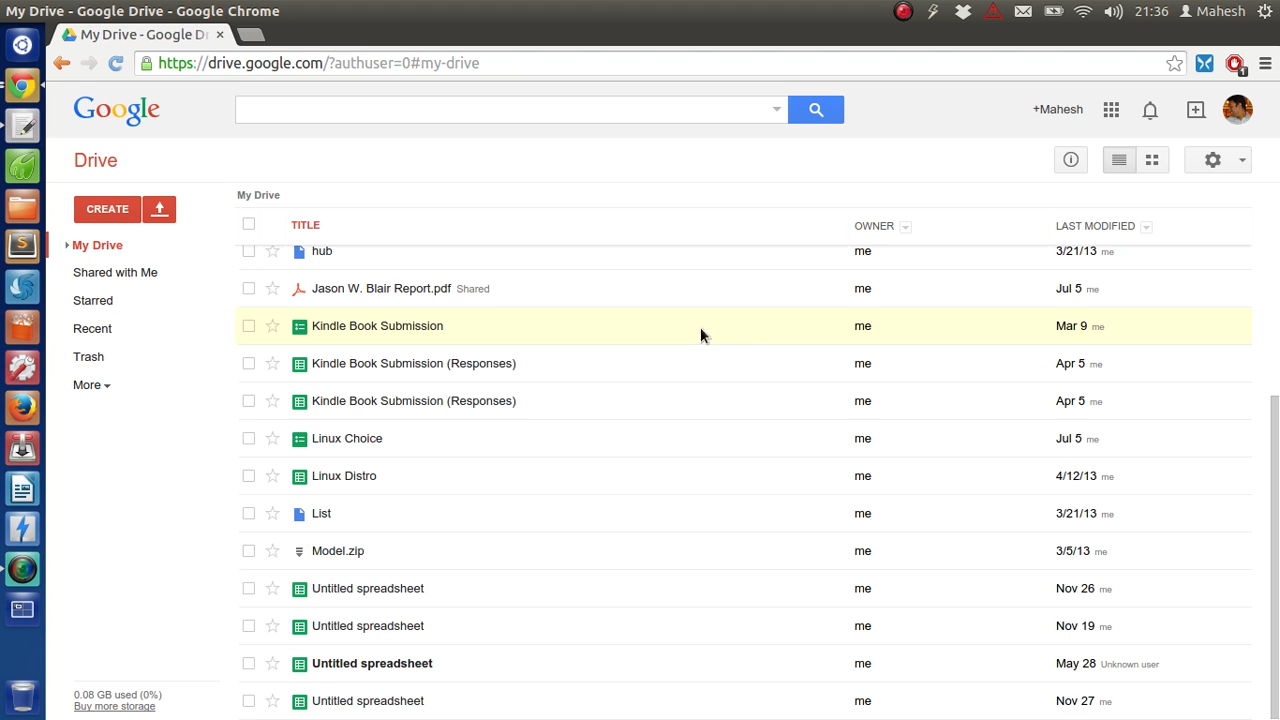 My Drive - Google Drive - Google Chrome 21:36 Mahesh
My Drive - Google Dr ×
https://drive.google.com/?authuser=0#my-drive 1
Google +Mahesh
Drive
My Drive
CREATE
TITLE OWNER LAST MODIFIED
My Drive
Shared with Me
Starred
Recent
Trash
More
hub me 3/21/13 me
Jason W. Blair Report.pdf Shared me Jul 5 me
Kindle Book Submission me Mar 9 me
Kindle Book Submission (Responses) me Apr 5 me
Kindle Book Submission (Responses) me Apr 5 me
Linux Choice me Jul 5 me
Linux Distro me 4/12/13 me
List me 3/21/13 me
Model.zip me 3/5/13 me
Untitled spreadsheet me Nov 26 me
Untitled spreadsheet me Nov 19 me
Untitled spreadsheet me May 28 Unknown user
Untitled spreadsheet me Nov 27 me
0.08 GB used (0%)
Buy more storage